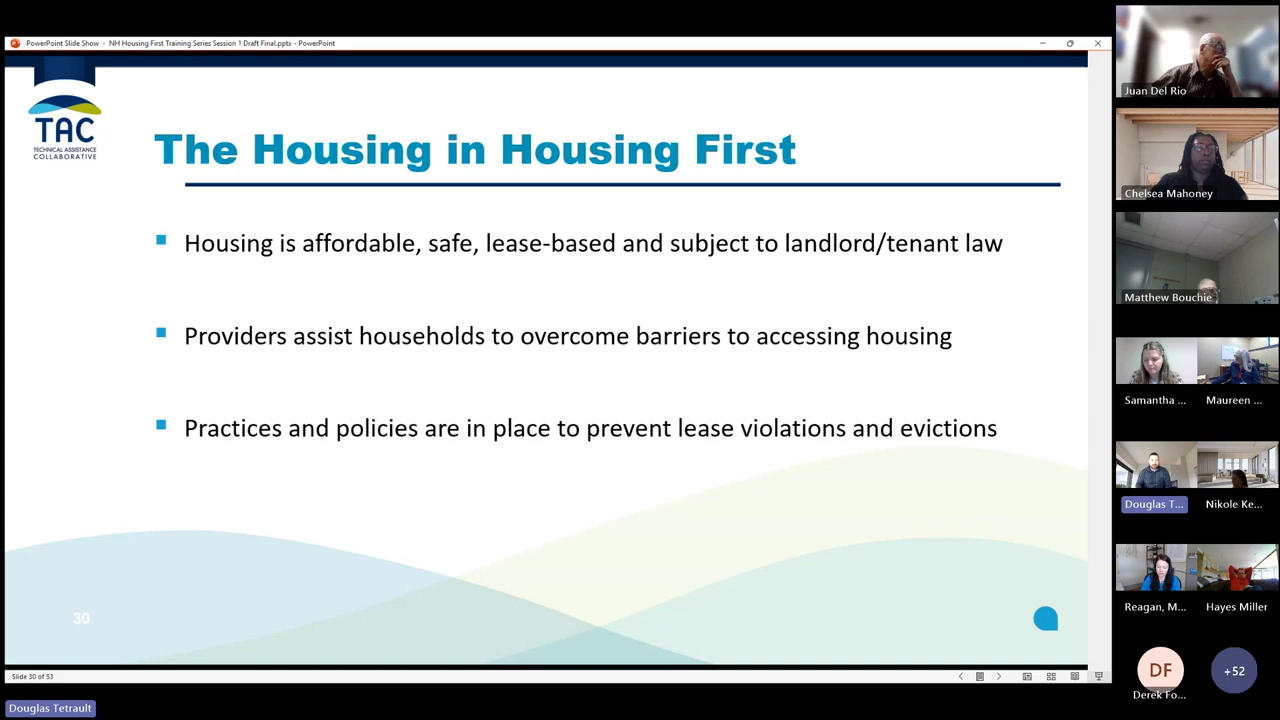 PowerPoint Slide Show - NH Housing First Training Series Session 1 Draft Final.pptx - PowerPoint
TAC
TECHNICAL ASSISTANCE
COLLABORATIVE
The Housing in Housing First
Housing is affordable, safe, lease-based and subject to landlord/tenant law
Providers assist households to overcome barriers to accessing housing
Practices and policies are in place to prevent lease violations and evictions
30
Slide 30 of 53
Douglas Tetrault
Juan Del Rio
Chelsea Mahoney
Matthew Bouchie
Samantha ...
Maureen ...
Douglas T...
Nikole Ke...
Reagan, M...
Hayes Miller
DF
Derek Fo...
+52